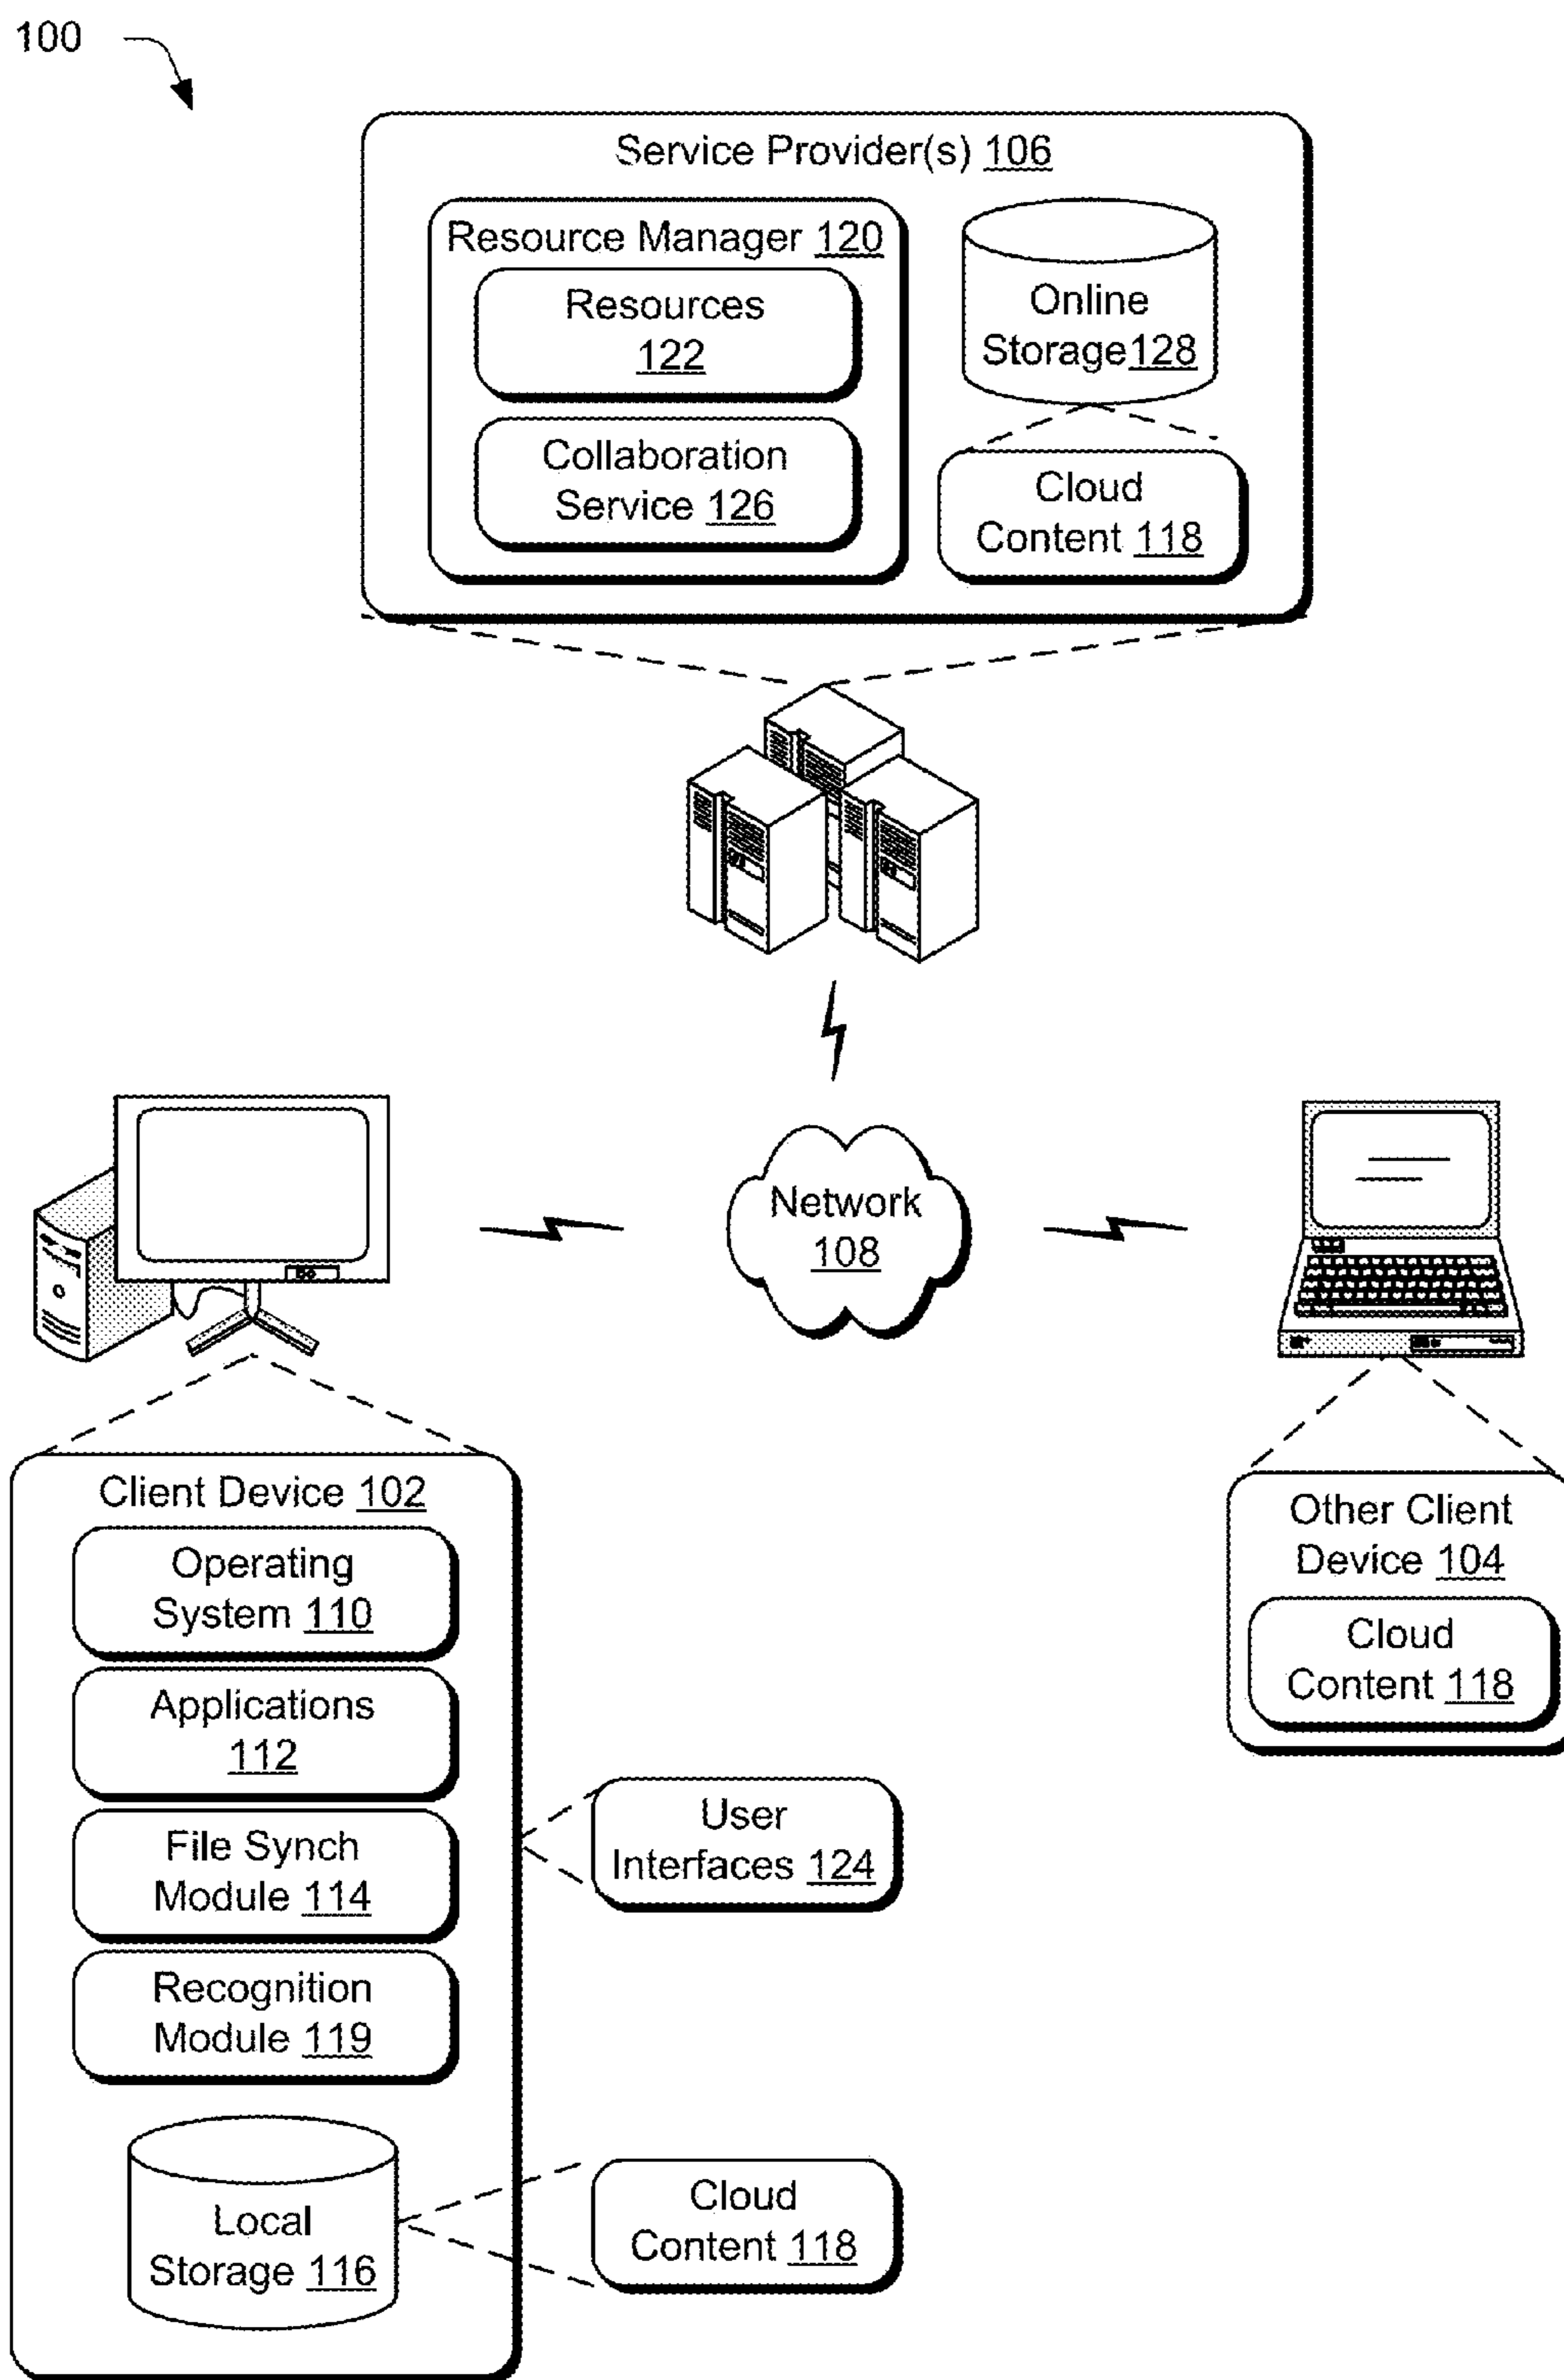 100
Service Provider(s) 106
Resource Manager 120
Resources
122
Collaboration
Service 126
Online
Storage128
Cloud
Content 118
Network
108
Client Device 102
Operating
System 110
Applications
112
File Synch
Module 114
Recognition
Module 119
Local
Storage 116
User
Interfaces 124
Cloud
Content 118
Other Client
Device 104
Cloud
Content 118